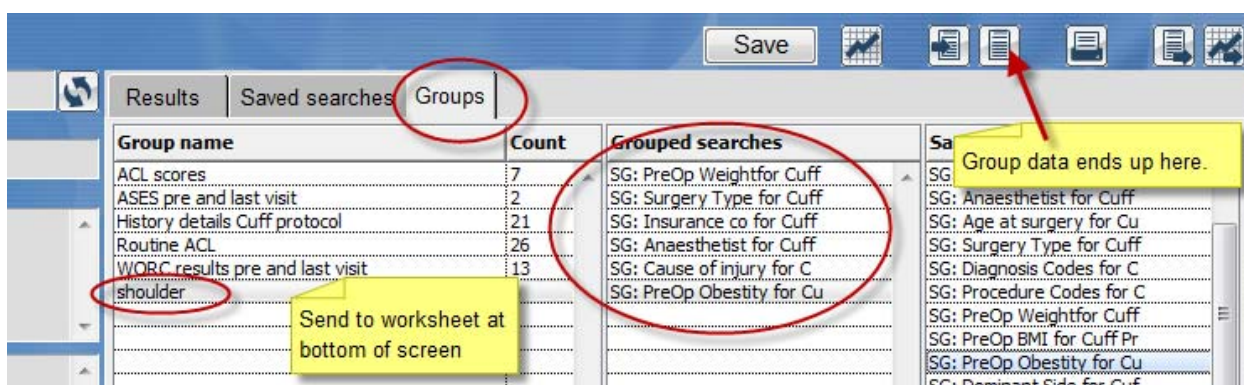 Save
Results Saved searches Groups
Group name Count Grouped searches Sa
Group data ends up here.
ACL scores 7 SG: PreOp Weightfor Cuff SG
ASES pre and last visit 2 SG: Surgery Type for Cuff SG: Anaesthetist for Cuff
History details Cuff protocol 21 SG: Insurance co for Cuff SG: Age at surgery for Cu
Routine ACL 26 SG: Anaesthetist for Cuff SG: Surgery Type for Cuff
WORC results pre and last visit 13 SG: Cause of injury for C SG: Diagnosis Codes for C
shoulder SG: PreOp Obestity for Cu SG: Procedure Codes for C
Send to worksheet at
bottom of screen
SG: PreOp Weightfor Cuff
SG: PreOp BMI for Cuff Pr
SG: PreOp Obestity for Cu
SG: Dominant Side for Cuf